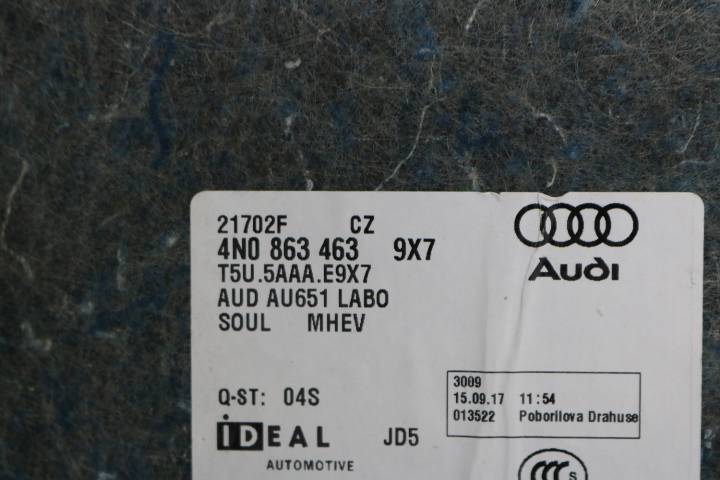 21702F CZ
4N0 863 463 9X7
T5U.5AAA.E9X7
AUD AU651 LABO
SOUL MHEV
Audi
Q-ST: 04S
3009
15.09.17 11:54
013522 Poborilova Drahuse
iDEAL JD5
AUTOMOTIVE
CCC S